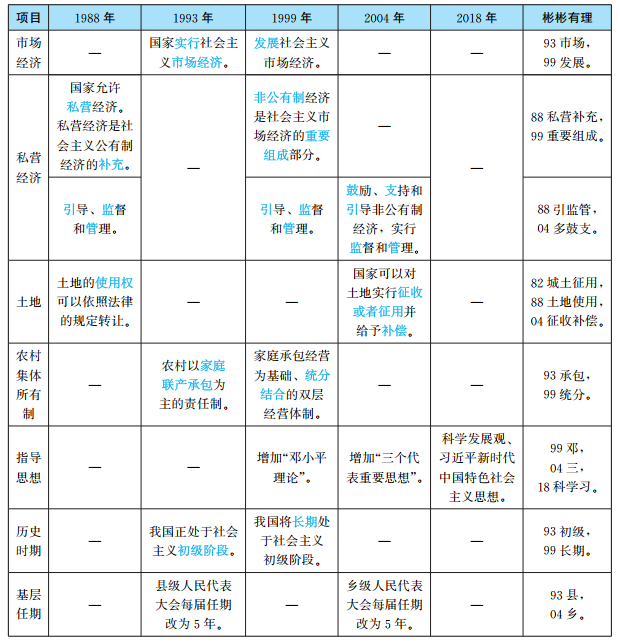 项目 1988 年 1993 年 1999 年 2004 年 2018 年 彬彬有理
市场
经济
—
国家实行社会主
义市场经济。
发展社会主义
市场经济。
—
—
93 市场，
99 发展。
私营
经济
国家允许
私营经济。
私营经济是社
会主义公有制
经济的补充。
—
非公有制经济
是社会主义市
场经济的重要
组成部分。
—
—
88 私营补充，
99 重要组成。
引导、监督
和管理。
引导、监督
和管理。
鼓励、支持和
引导非公有制
经济，实行
监督和管理。
88 引监管，
04 多鼓支。
土地
土地的使用权
可以依照法律
的规定转让。
—
—
国家可以对
土地实行征收
或者征用并
给予补偿。
—
82 城土征用，
88 土地使用，
04 征收补偿。
农村
集体
所有
制
—
农村以家庭
联产承包为
主的责任制。
家庭承包经营
为基础、统分
结合的双层
经营体制。
—
—
93 承包，
99 统分。
指导
思想
—
—
增加“邓小平
理论”。
增加“三个代
表重要思想”。
科学发展观、
习近平新时代
中国特色社会
主义思想。
99 邓，
04 三，
18 科学习。
历史
时期
—
我国正处于社会
主义初级阶段。
我国将长期处
于社会主义
初级阶段。
—
—
93 初级，
99 长期。
基层
任期
—
县级人民代表
大会每届任期
改为 5 年。
—
乡级人民代表
大会每届任期
改为 5 年。
—
93 县，
04 乡。